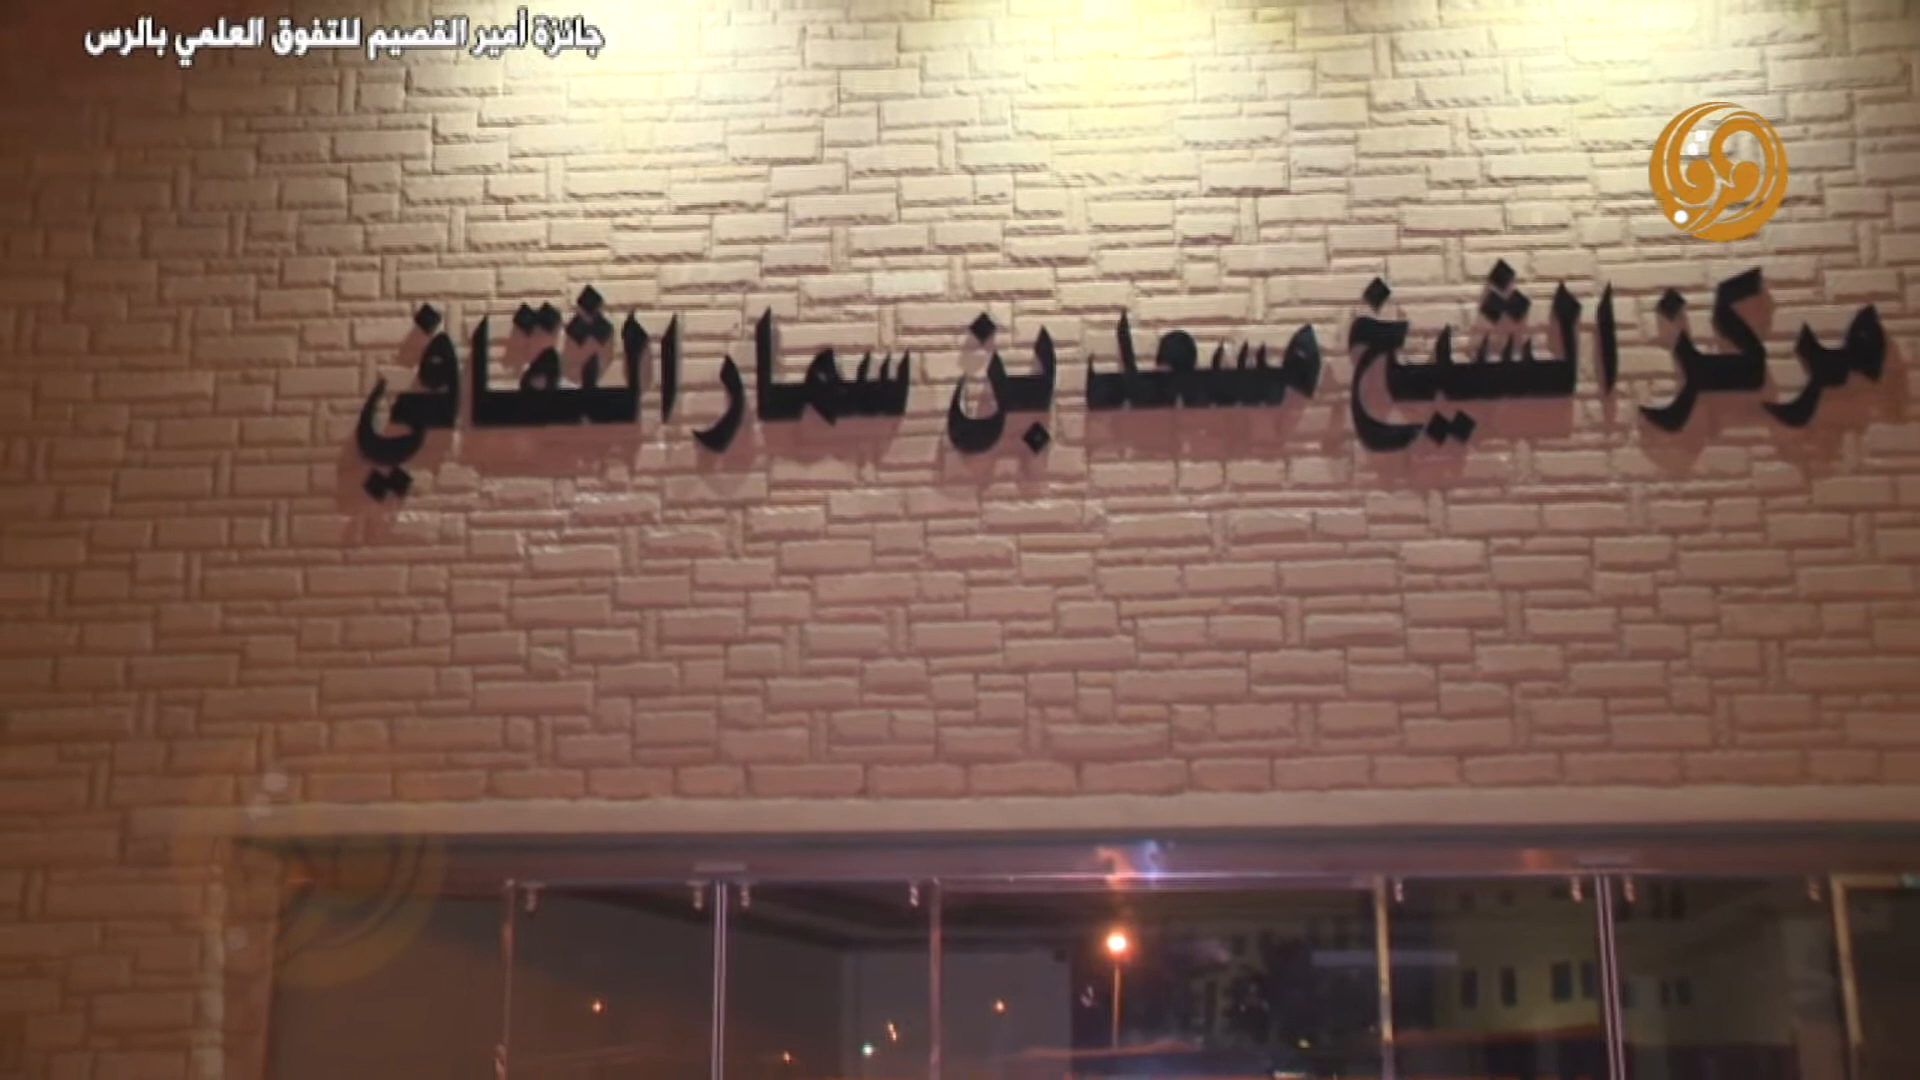 جائزة أمير القصيم للتفوق العلمي بالرس
مركز الشيخ مسعد بن سمار الثقافي